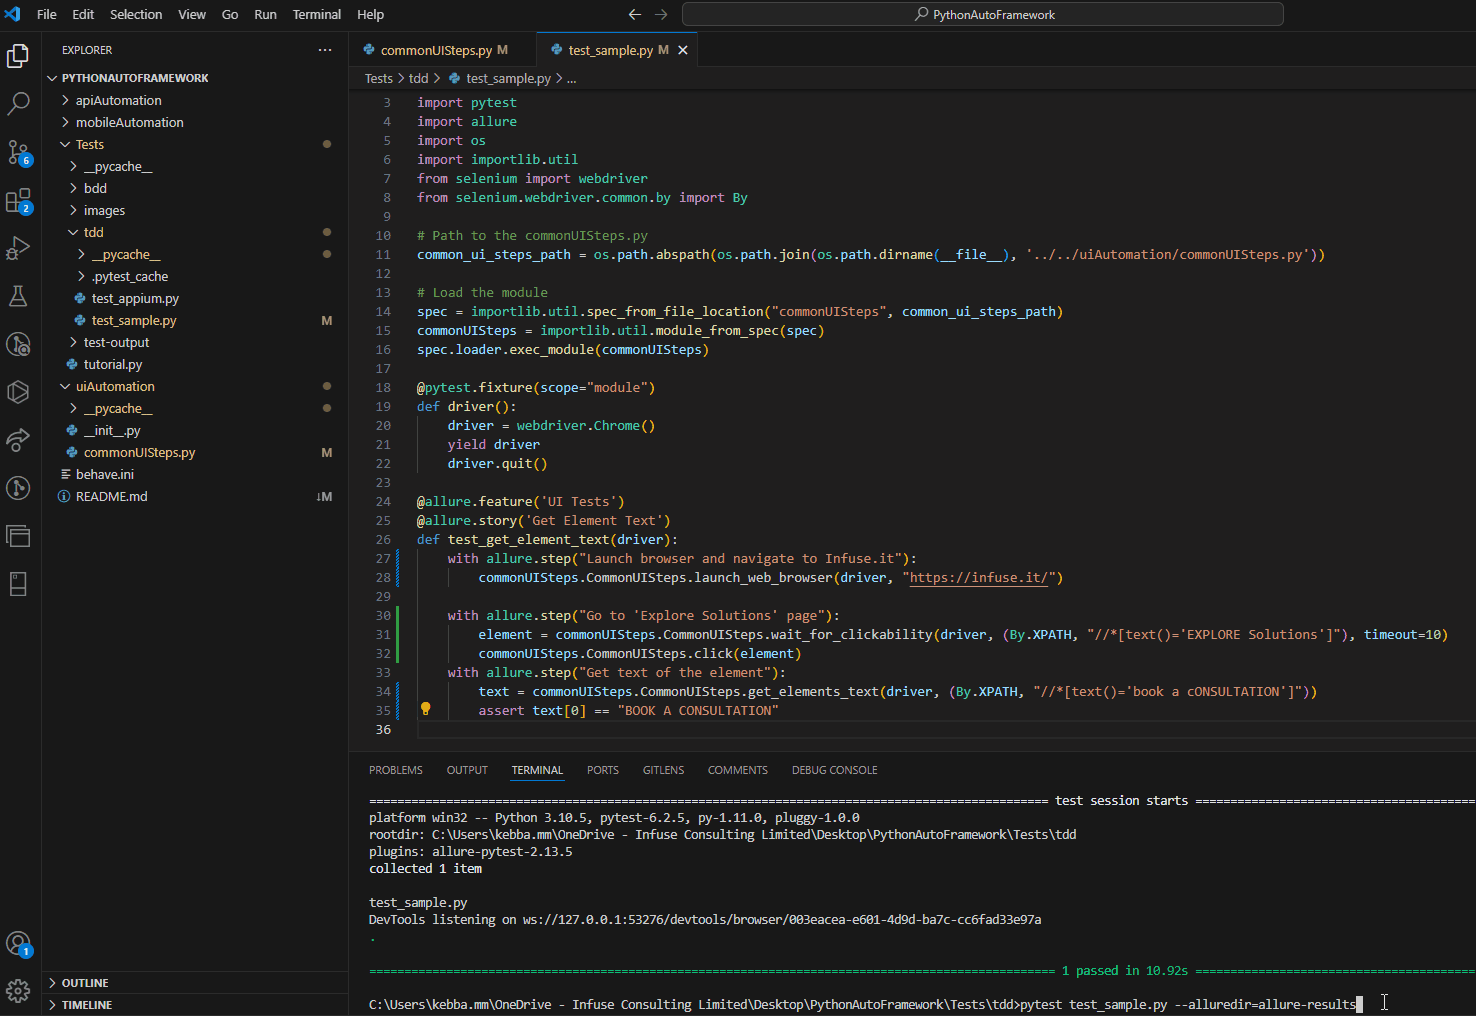 File Edit Selection View Go Run Terminal Help
PythonAutoFramework
EXPLORER
PYTHONAUTOFRAMEWORK
apiAutomation
mobileAutomation
Tests
__pycache__
bdd
images
tdd
__pycache__
.pytest_cache
test_appium.py
test_sample.py M
test-output
tutorial.py
uiAutomation
__pycache__
__init__.py
commonUISteps.py M
behave.ini
README.md ↓M
OUTLINE
TIMELINE
6
2
1
commonUISteps.py M
test_sample.py M
Tests > tdd > test_sample.py > ...
3 import pytest
4 import allure
5 import os
6 import importlib.util
7 from selenium import webdriver
8 from selenium.webdriver.common.by import By
9
10 # Path to the commonUISteps.py
11 common_ui_steps_path = os.path.abspath(os.path.join(os.path.dirname(__file__), '../../uiAutomation/commonUISteps.py'))
12
13 # Load the module
14 spec = importlib.util.spec_from_file_location("commonUISteps", common_ui_steps_path)
15 commonUISteps = importlib.util.module_from_spec(spec)
16 spec.loader.exec_module(commonUISteps)
17
18 @pytest.fixture(scope="module")
19 def driver():
20     driver = webdriver.Chrome()
21     yield driver
22     driver.quit()
23
24 @allure.feature('UI Tests')
25 @allure.story('Get Element Text')
26 def test_get_element_text(driver):
27     with allure.step("Launch browser and navigate to Infuse.it"):
28         commonUISteps.CommonUISteps.launch_web_browser(driver, "https://infuse.it/")
29
30     with allure.step("Go to 'Explore Solutions' page"):
31         element = commonUISteps.CommonUISteps.wait_for_clickability(driver, (By.XPATH, "//*[text()='EXPLORE Solutions']"), timeout=10)
32         commonUISteps.CommonUISteps.click(element)
33     with allure.step("Get text of the element"):
34         text = commonUISteps.CommonUISteps.get_elements_text(driver, (By.XPATH, "//*[text()='book a cONSULTATION']"))
35         assert text[0] == "BOOK A CONSULTATION"
36
PROBLEMS OUTPUT TERMINAL PORTS GITLENS COMMENTS DEBUG CONSOLE
test session starts
platform win32 -- Python 3.10.5, pytest-6.2.5, py-1.11.0, pluggy-1.0.0
rootdir: C:\Users\kebba.mm\OneDrive - Infuse Consulting Limited\Desktop\PythonAutoFramework\Tests\tdd
plugins: allure-pytest-2.13.5
collected 1 item
test_sample.py
DevTools listening on ws://127.0.0.1:53276/devtools/browser/003eacea-e601-4d9d-ba7c-cc6fad33e97a
.
1 passed in 10.92s
C:\Users\kebba.mm\OneDrive - Infuse Consulting Limited\Desktop\PythonAutoFramework\Tests\tdd>pytest test_sample.py --alluredir=allure-results